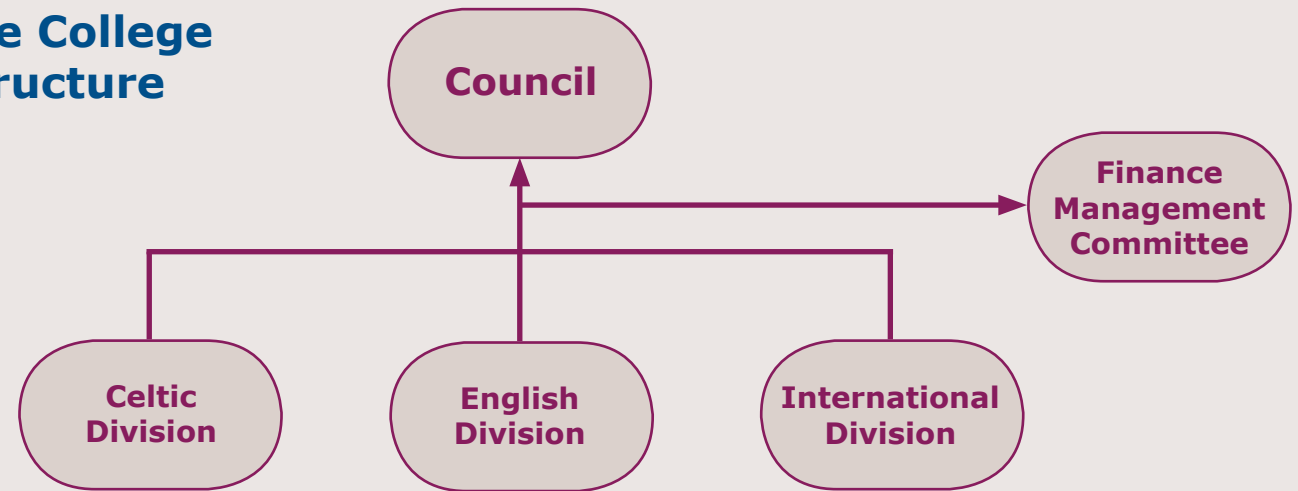 e College
ructure
Council
Finance
Management
Committee
Celtic
Division
English
Division
International
Division